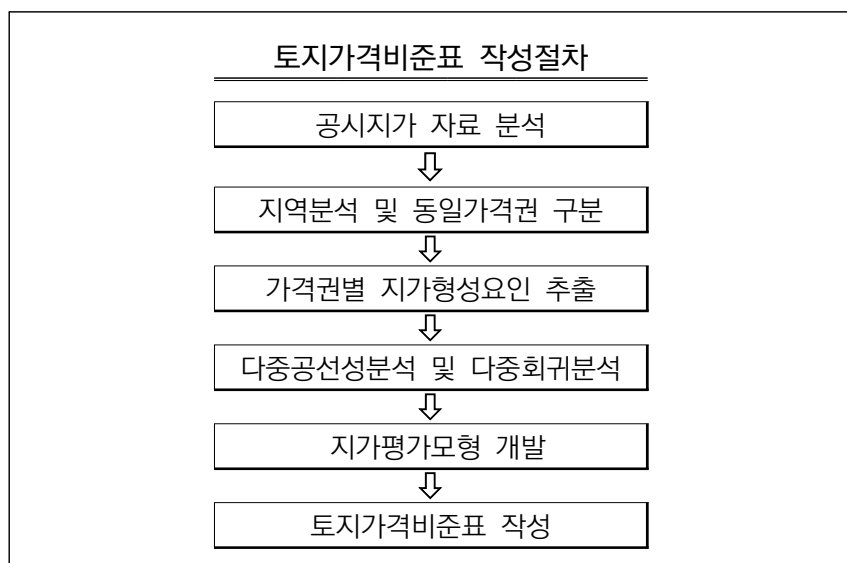 토지가격비준표 작성절차
공시지가 자료 분석
지역분석 및 동일가격권 구분
가격권별 지가형성요인 추출
다중공선성분석 및 다중회귀분석
지가평가모형 개발
토지가격비준표 작성